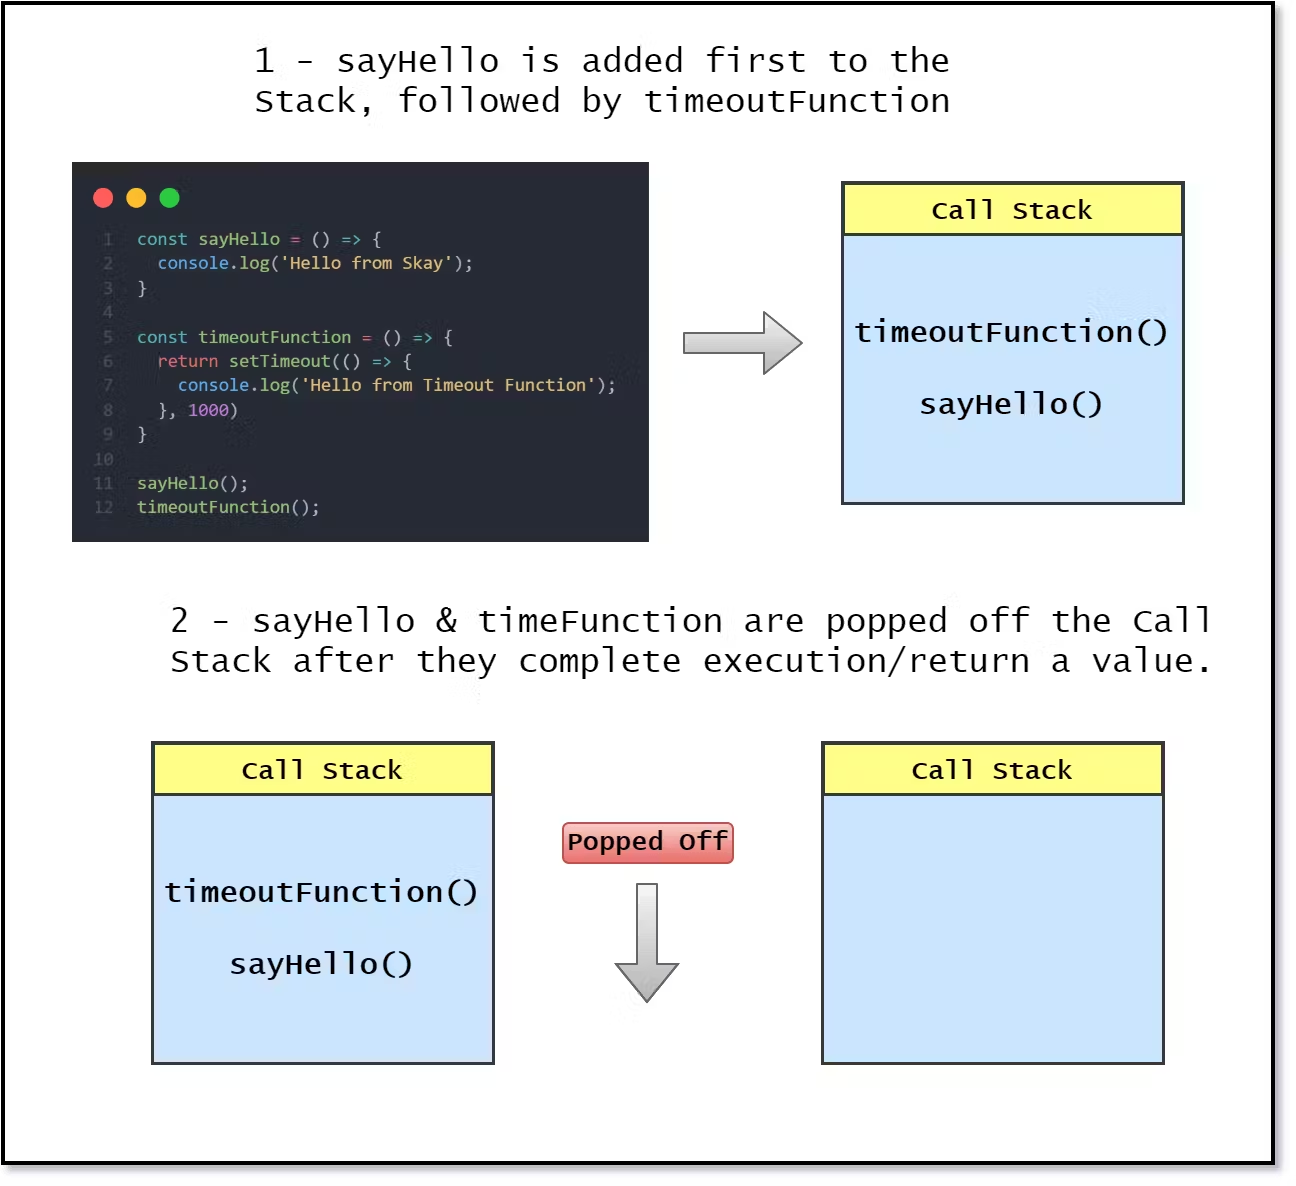 1 - sayHello is added first to the
Stack, followed by timeoutFunction
1 const sayHello = () => {
2   console.log('Hello from Skay');
3 }
4
5 const timeoutFunction = () => {
6   return setTimeout(() => {
7     console.log('Hello from Timeout Function');
8   }, 1000)
9 }
10
11 sayHello();
12 timeoutFunction();
Call Stack
timeoutFunction()
sayHello()
2 - sayHello & timeFunction are popped off the Call
Stack after they complete execution/return a value.
Call Stack
timeoutFunction()
sayHello()
Popped Off
Call Stack